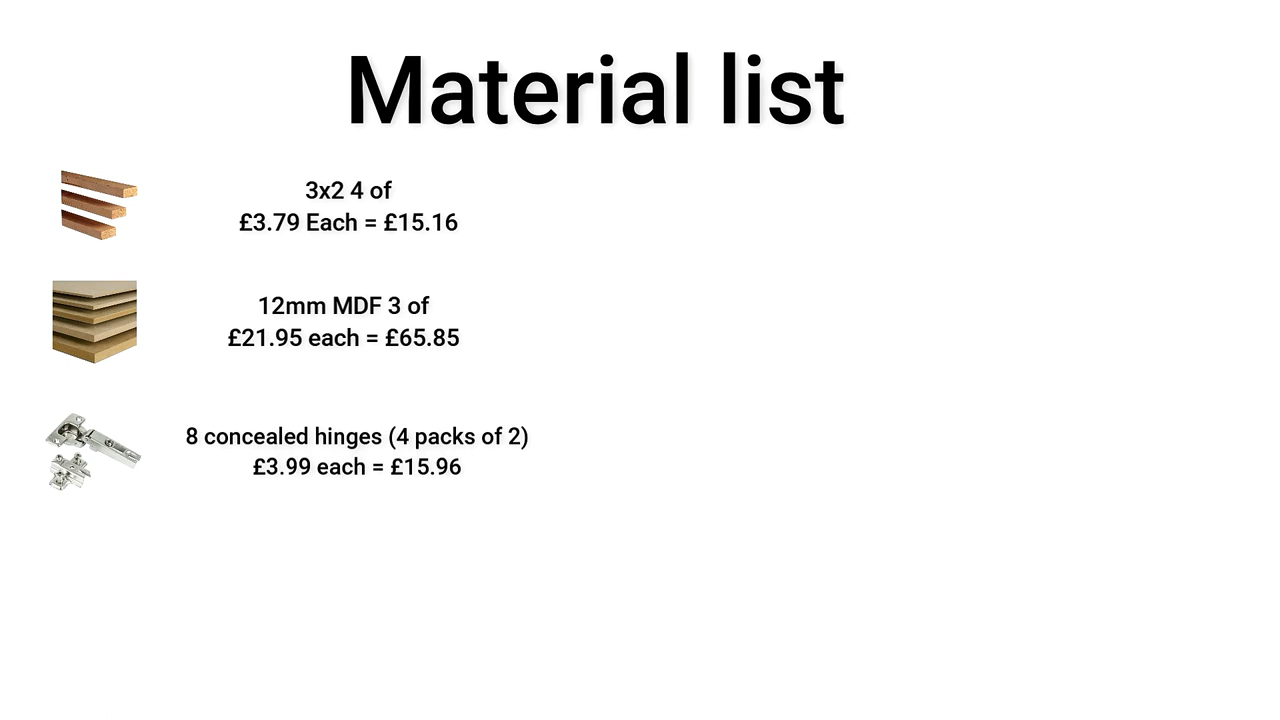 Material list
3x2 4 of
£3.79 Each = £15.16
12mm MDF 3 of
£21.95 each = £65.85
8 concealed hinges (4 packs of 2)
£3.99 each = £15.96